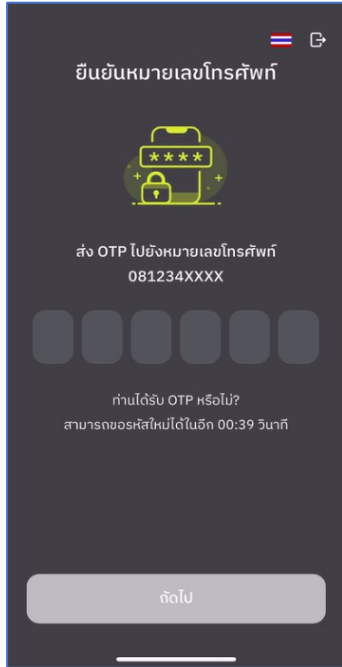 ยืนยันหมายเลขโทรศัพท์
****
ส่ง OTP ไปยังหมายเลขโทรศัพท์
081234XXXX
ท่านได้รับ OTP หรือไม่?
สามารถขอรหัสใหม่ได้ในอีก 00:39 วินาที
ถัดไป